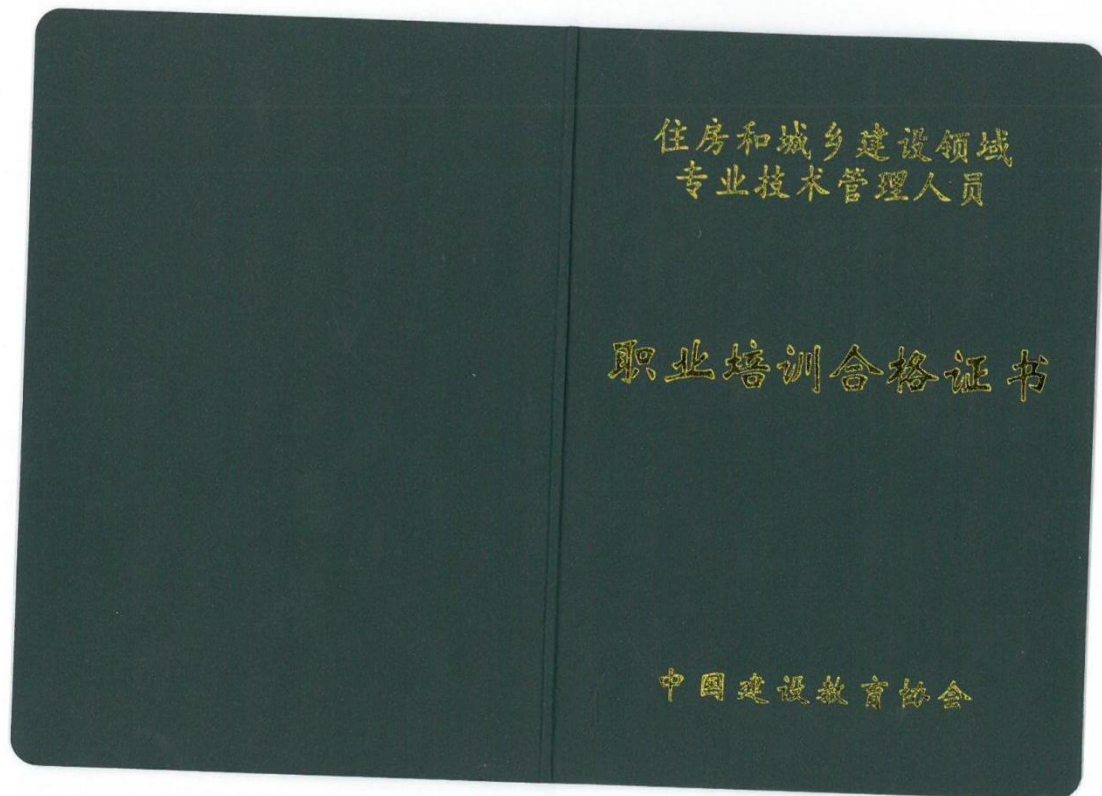 住房和城乡建设领域
专业技术管理人员
职业培训合格证书
中国建设教育协会